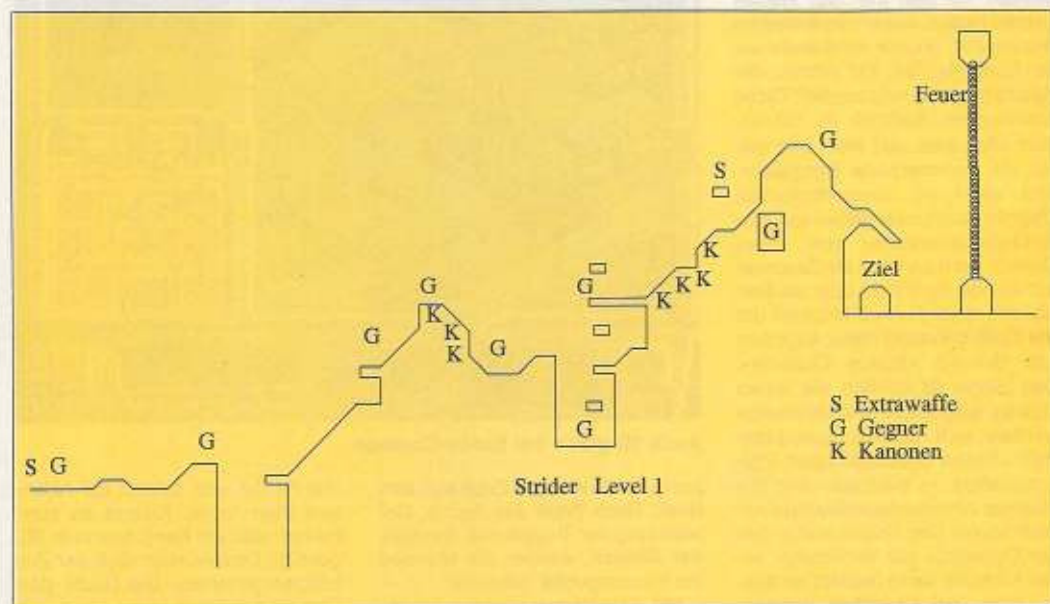 Feuer
G
S
G
K
Ziel
G
K K
G
K
K
G
K
K
G
S Extrawaffe
G Gegner
G
G
K Kanonen
S G
Strider Level 1